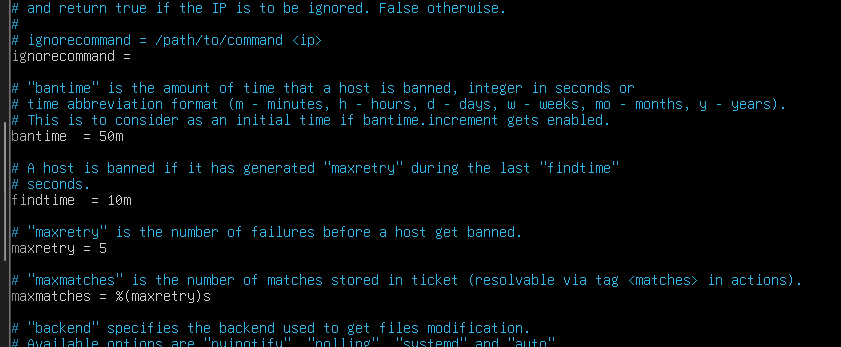 # and return true if the IP is to be ignored. False otherwise.
#
# ignorecommand = /path/to/command <ip>
ignorecommand =
# "bantime" is the amount of time that a host is banned, integer in seconds or
# time abbreviation format (m - minutes, h - hours, d - days, w - weeks, mo - months, y - years).
# This is to consider as an initial time if bantime.increment gets enabled.
bantime  = 50m
# A host is banned if it has generated "maxretry" during the last "findtime"
# seconds.
findtime  = 10m
# "maxretry" is the number of failures before a host get banned.
maxretry = 5
# "maxmatches" is the number of matches stored in ticket (resolvable via tag <matches> in actions).
maxmatches = %(maxretry)s
# "backend" specifies the backend used to get files modification.
# Available options are "pyinotify", "polling", "systemd" and "auto"